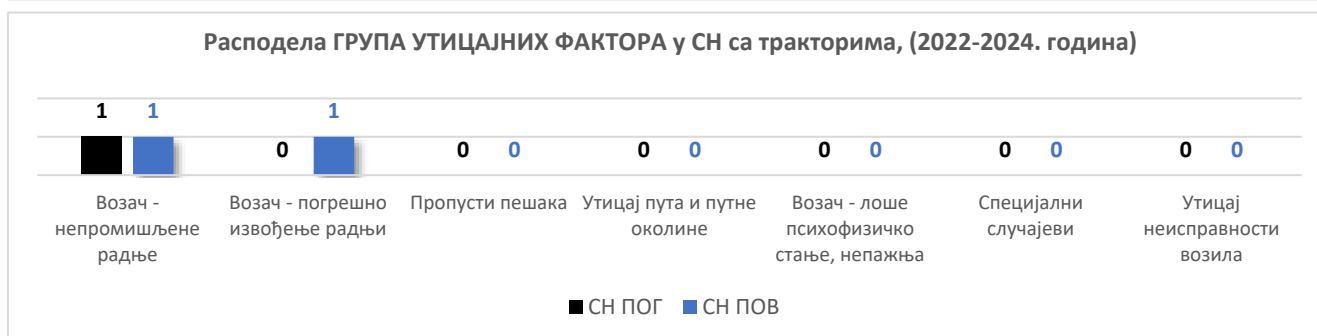 Расподела ГРУПА УТИЦАЈНИХ ФАКТОРА у СН са тракторима, (2022-2024. година)
1 1 0 1 0 0 0 0 0 0 0 0 0 0
Возач - непромишљене радње
Возач - погрешно извођење радњи
Пропусти пешака
Утицај пута и путне околине
Возач - лоше психофизичко стање, непажња
Специјални случајеви
Утицај неисправности возила
СН ПОГ СН ПОВ